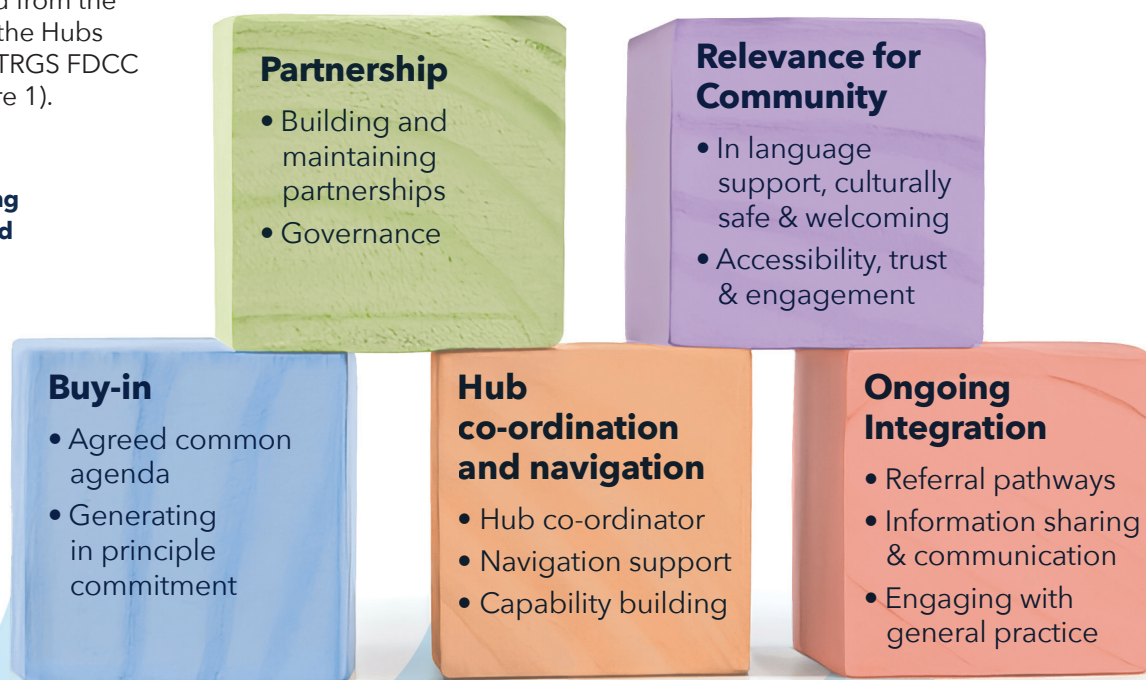 from the
the Hubs
TRGS FDCC
1).
Partnership
• Building and
maintaining
partnerships
• Governance
Relevance for
Community
• In language
support, culturally
safe & welcoming
• Accessibility, trust
& engagement
Buy-in
• Agreed common
agenda
• Generating
in principle
commitment
Hub
co-ordination
and navigation
• Hub co-ordinator
• Navigation support
• Capability building
Ongoing
Integration
• Referral pathways
• Information sharing
& communication
• Engaging with
general practice